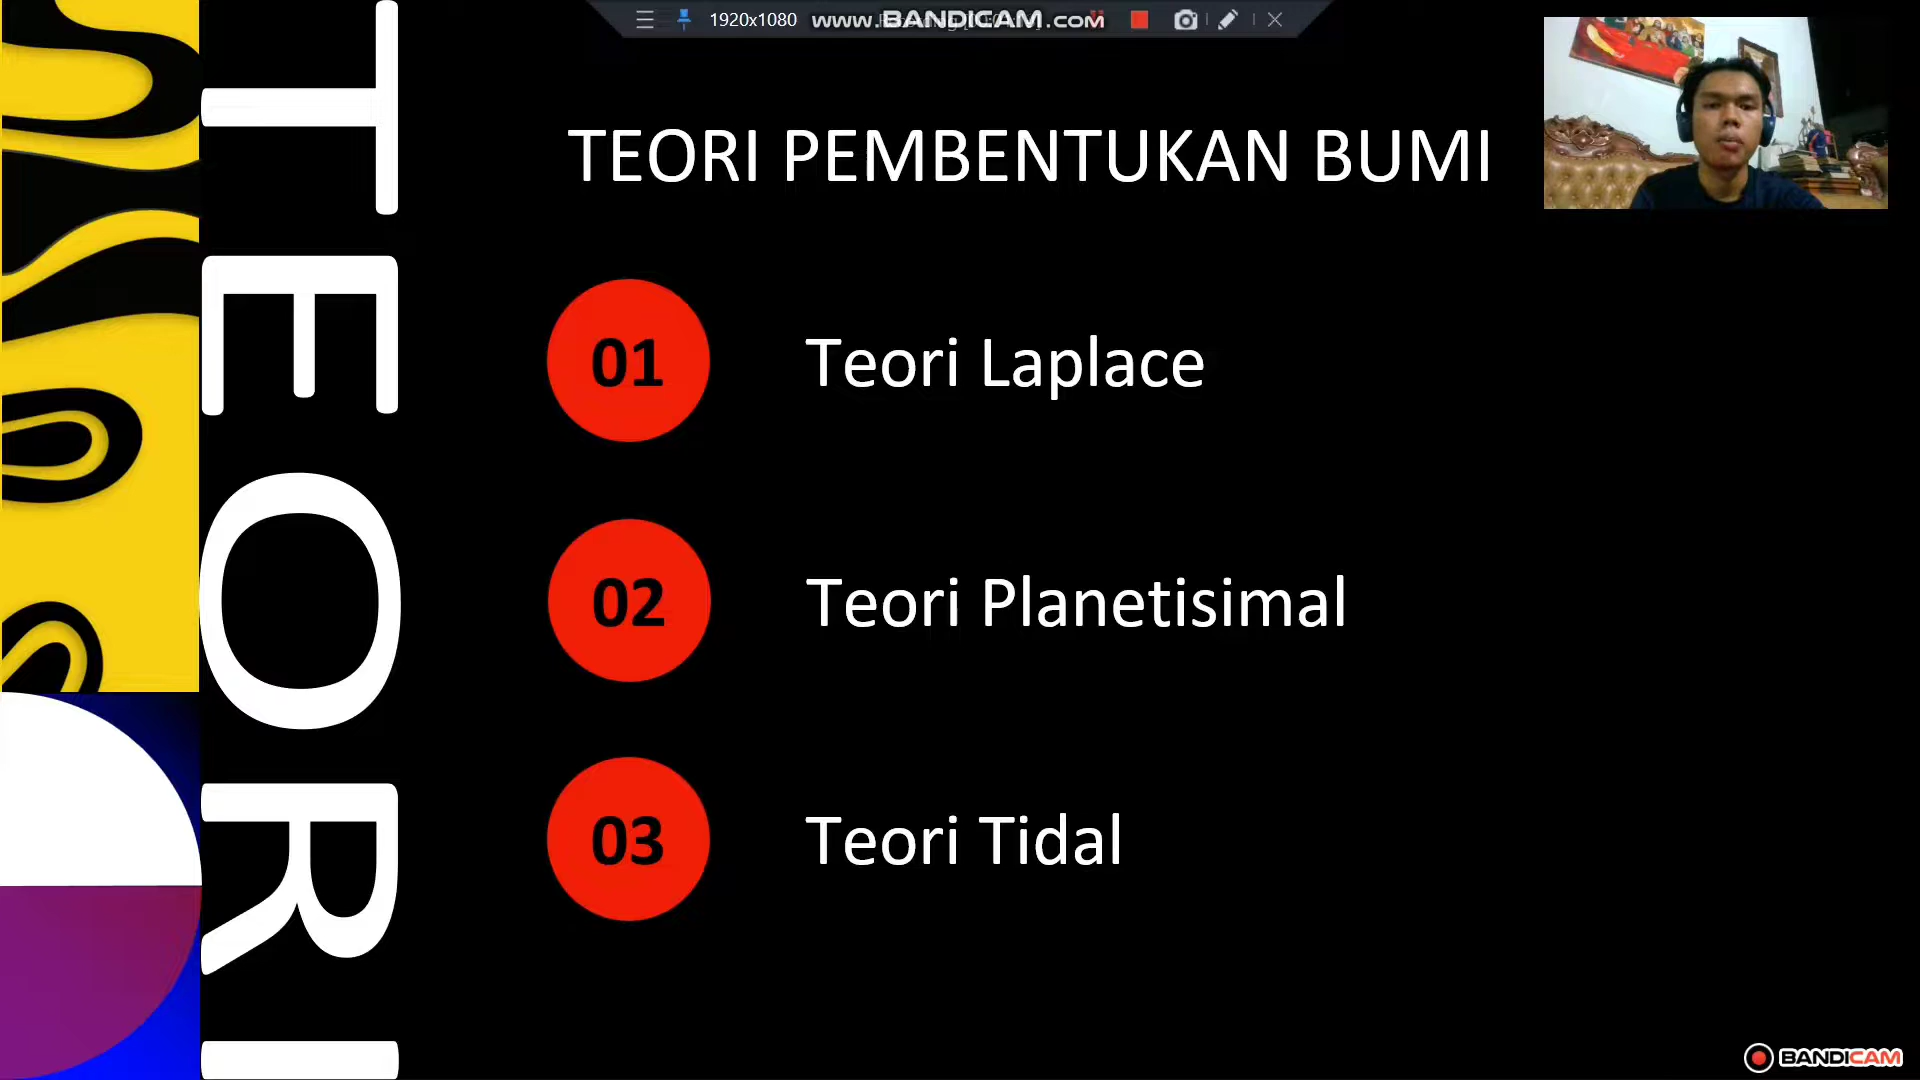 1920x1080
www.BANDICAM.com
TEORI
TEORI PEMBENTUKAN BUMI
01
Teori Laplace
02
Teori Planetisimal
03
Teori Tidal
BANDICAM